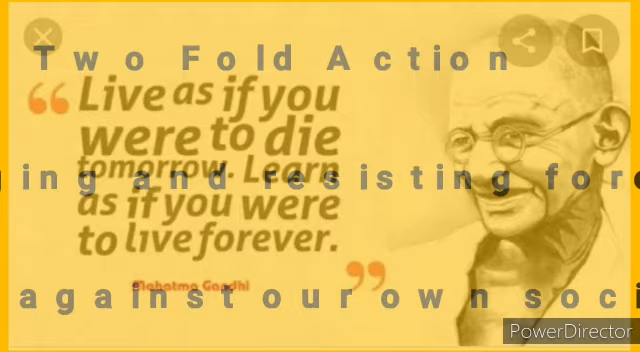 Two Fold Action
“ Live as if you
were to die
tomorrow. Learn
ing and resisting for
as if you were
to live forever. ”
Mahatma Gandhi
against our own soci
PowerDirector